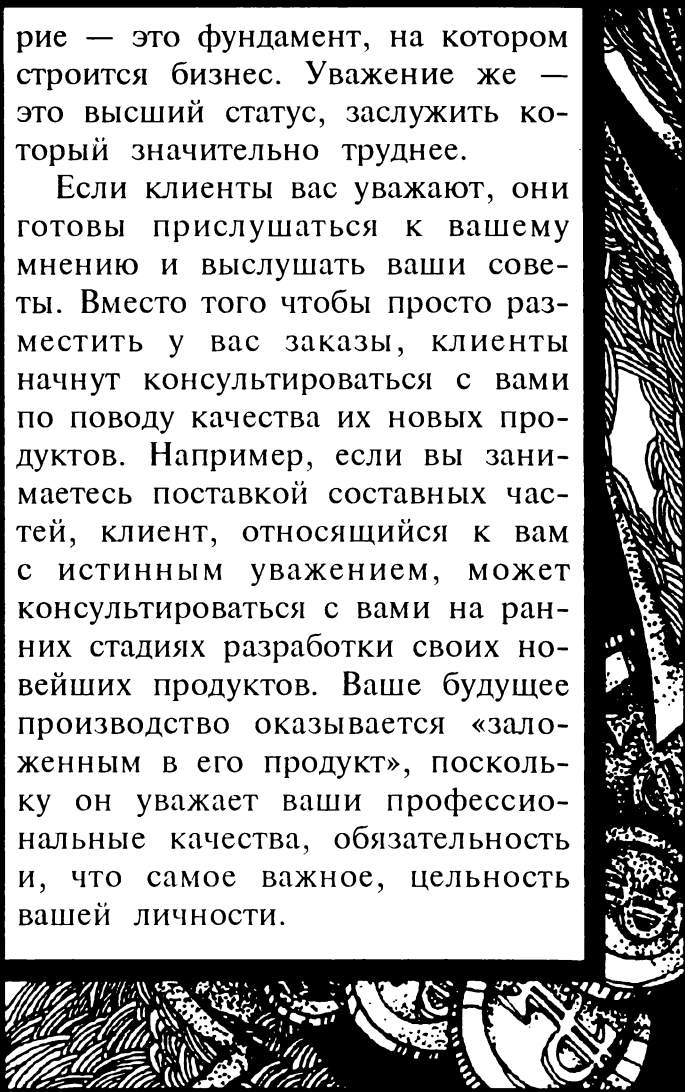 рие — это фундамент, на котором
строится бизнес. Уважение же —
это высший статус, заслужить ко-
торый значительно труднее.
Если клиенты вас уважают, они
готовы прислушаться к вашему
мнению и выслушать ваши сове-
ты. Вместо того чтобы просто раз-
местить у вас заказы, клиенты
начнут консультироваться с вами
по поводу качества их новых про-
дуктов. Например, если вы зани-
маетесь поставкой составных час-
тей, клиент, относящийся к вам
с истинным уважением, может
консультироваться с вами на ран-
них стадиях разработки своих но-
вейших продуктов. Ваше будущее
производство оказывается «зало-
женным в его продукт», посколь-
ку он уважает ваши профессио-
нальные качества, обязательность
и, что самое важное, цельность
вашей личности.